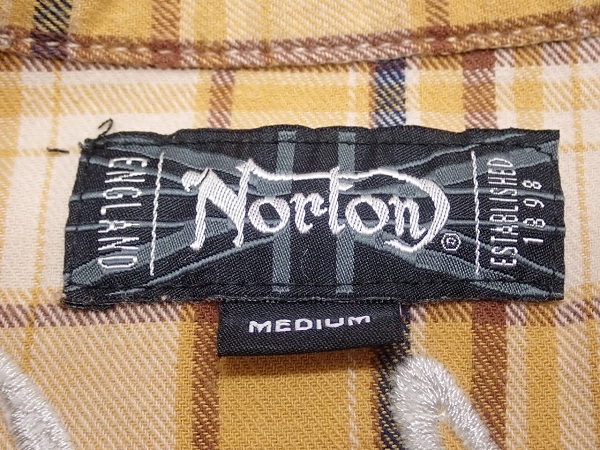 ENGLAND
Norton®
ESTABLISHED
1898
MEDIUM